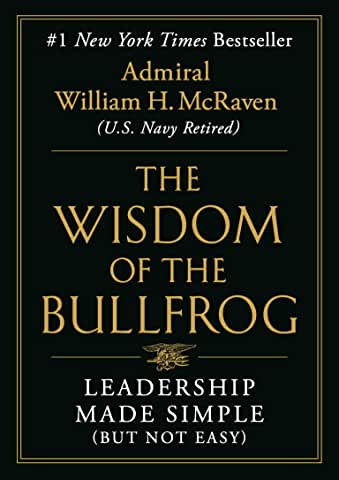 #1 New York Times Bestseller
Admiral
William H. McRaven
(U.S. Navy Retired)
THE
WISDOM
OF THE
BULLFROG
LEADERSHIP
MADE SIMPLE
(BUT NOT EASY)